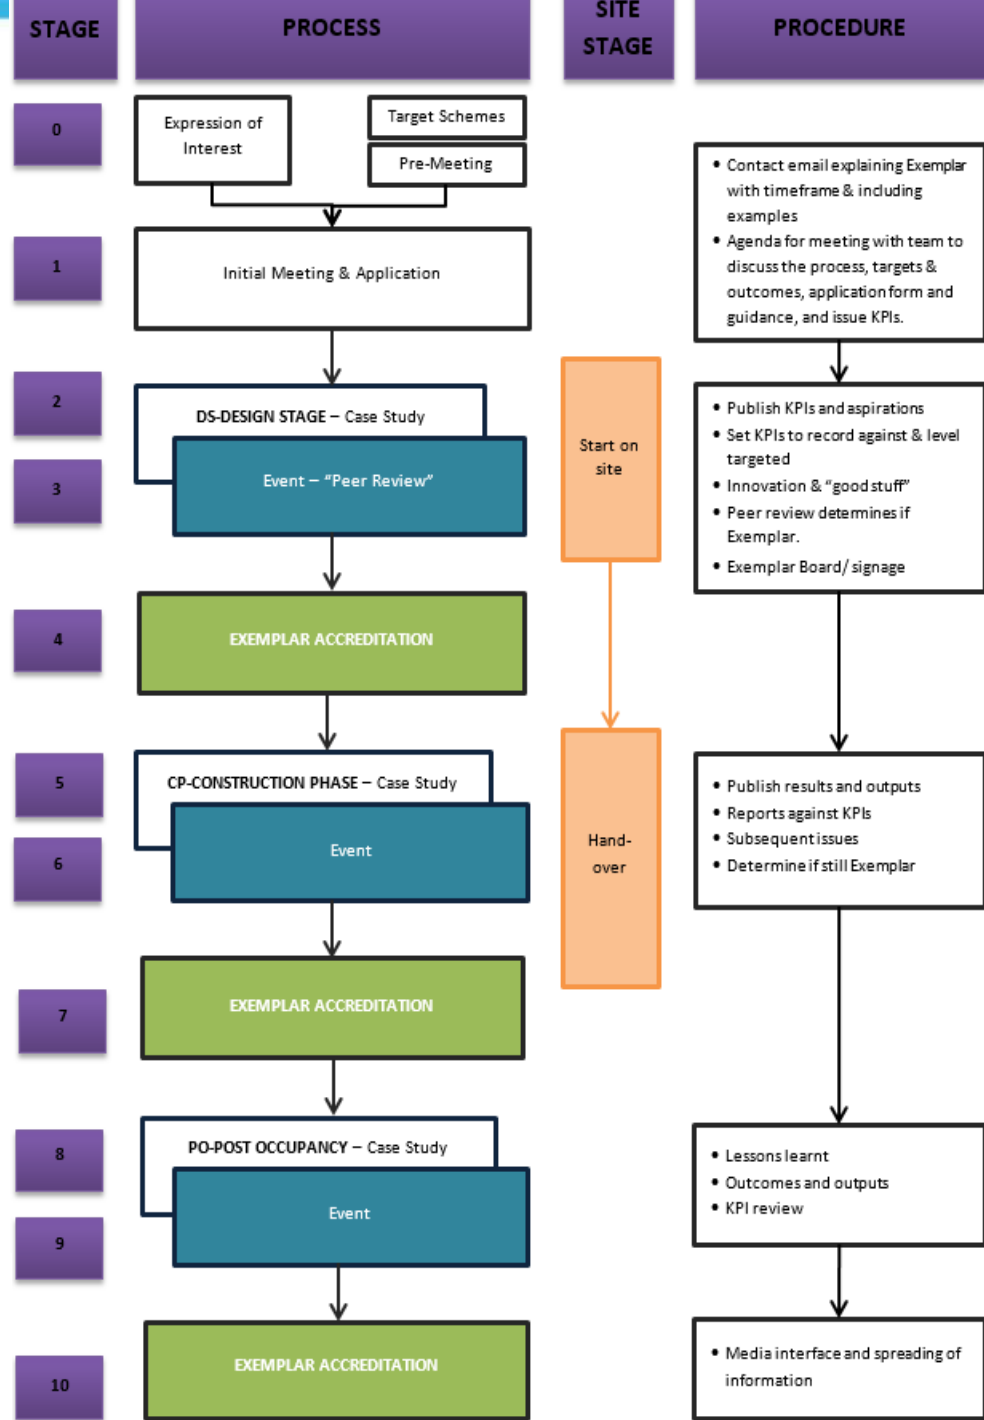 STAGE
PROCESS
SITE
STAGE
PROCEDURE
0
Expression of
Interest
Target Schemes
Pre-Meeting
• Contact email explaining Exemplar
with timeframe & including
examples
• Agenda for meeting with team to
discuss the process, targets &
outcomes, application form and
guidance, and issue KPIs.
1
Initial Meeting & Application
2
DS-DESIGN STAGE – Case Study
3
Event – “Peer Review”
Start on
site
• Publish KPIs and aspirations
• Set KPIs to record against & level
targeted
• Innovation & “good stuff”
• Peer review determines if
Exemplar.
• Exemplar Board/ signage
4
EXEMPLAR ACCREDITATION
5
CP-CONSTRUCTION PHASE – Case Study
6
Event
Hand-
over
• Publish results and outputs
• Reports against KPIs
• Subsequent issues
• Determine if still Exemplar
7
EXEMPLAR ACCREDITATION
8
PO-POST OCCUPANCY – Case Study
9
Event
• Lessons learnt
• Outcomes and outputs
• KPI review
10
EXEMPLAR ACCREDITATION
• Media interface and spreading of
information